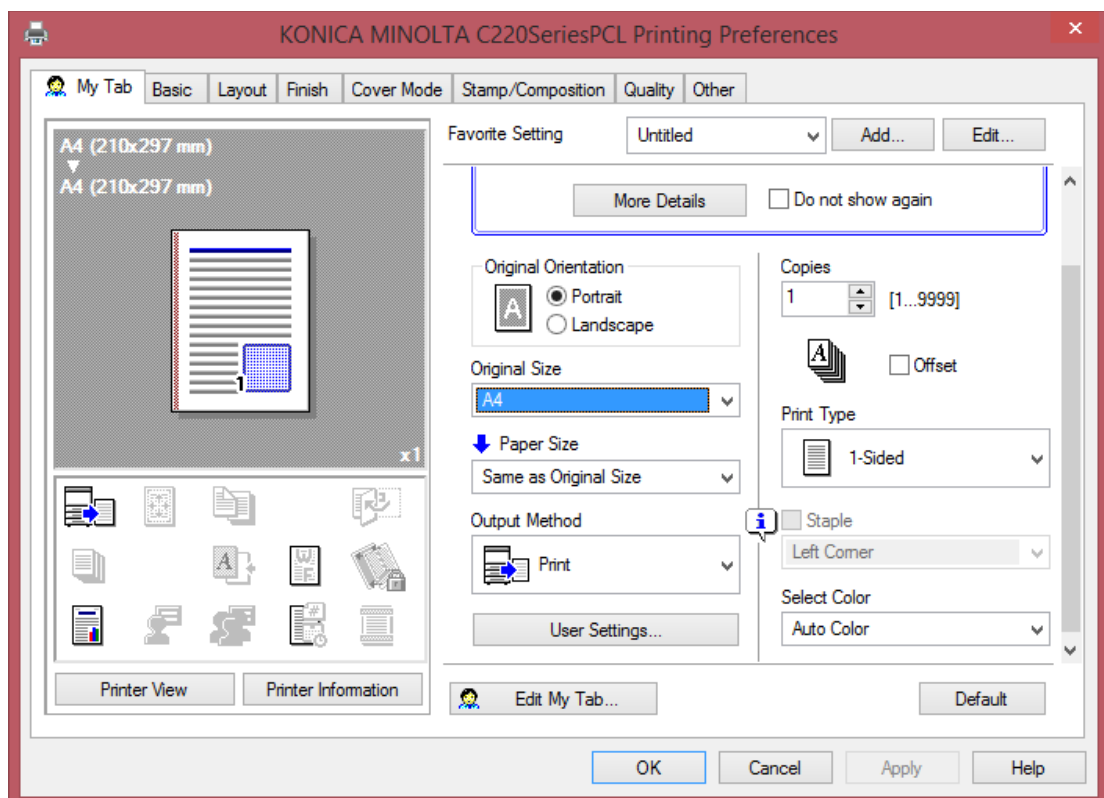 KONICA MINOLTA C220SeriesPCL Printing Preferences
My Tab Basic Layout Finish Cover Mode Stamp/Composition Quality Other
A4 (210x297 mm)
A4 (210x297 mm)
1
x1
Printer View Printer Information
Favorite Setting Untitled Add... Edit...
More Details Do not show again
Original Orientation
A Portrait
Landscape
Original Size
A4
Paper Size
Same as Original Size
Output Method
Print
User Settings...
Copies
1 [1...9999]
A Offset
Print Type
1-Sided
Staple
Left Corner
Select Color
Auto Color
Edit My Tab... Default
OK Cancel Apply Help